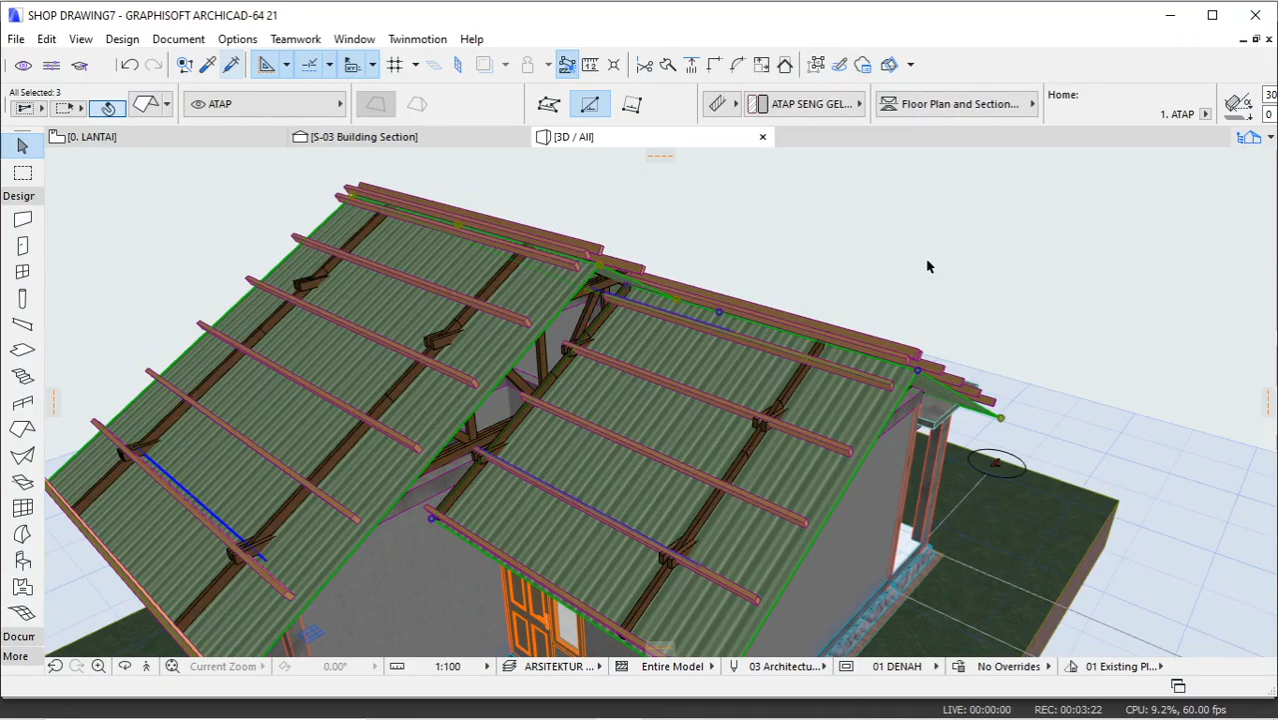 SHOP DRAWING7 - GRAPHISOFT ARCHICAD-64 21
File Edit View Design Document Options Teamwork Window Twinmotion Help
All Selected: 3
ATAP
ATAP SENG GEL...
Floor Plan and Section...
Home:
1. ATAP
30
0
[0. LANTAI]
[S-03 Building Section]
[3D / All]
Design
Docum
More
Current Zoom
0.00°
1:100
ARSITEKTUR ...
Entire Model
03 Architectu...
01 DENAH
No Overrides
01 Existing Pl...
LIVE: 00:00:00
REC: 00:03:22
CPU: 9.2%, 60.00 fps